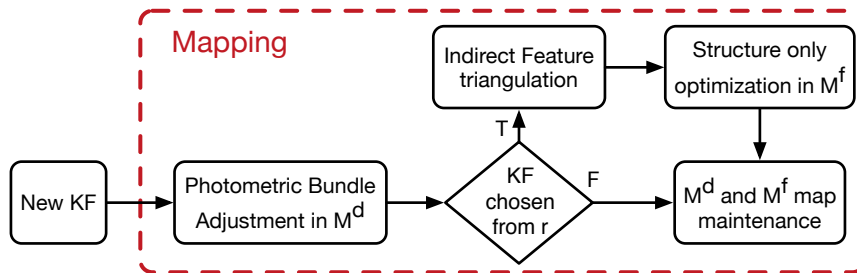 Mapping
Indirect Feature
triangulation
Structure only
optimization in M^f
T
New KF
Photometric Bundle
Adjustment in M^d
KF
chosen
from r
F
M^d and M^f map
maintenance